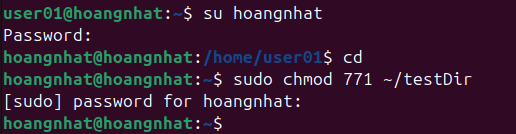 user01@hoangnhat:~$ su hoangnhat
Password:
hoangnhat@hoangnhat:/home/user01$ cd
hoangnhat@hoangnhat:~$ sudo chmod 771 ~/testDir
[sudo] password for hoangnhat:
hoangnhat@hoangnhat:~$